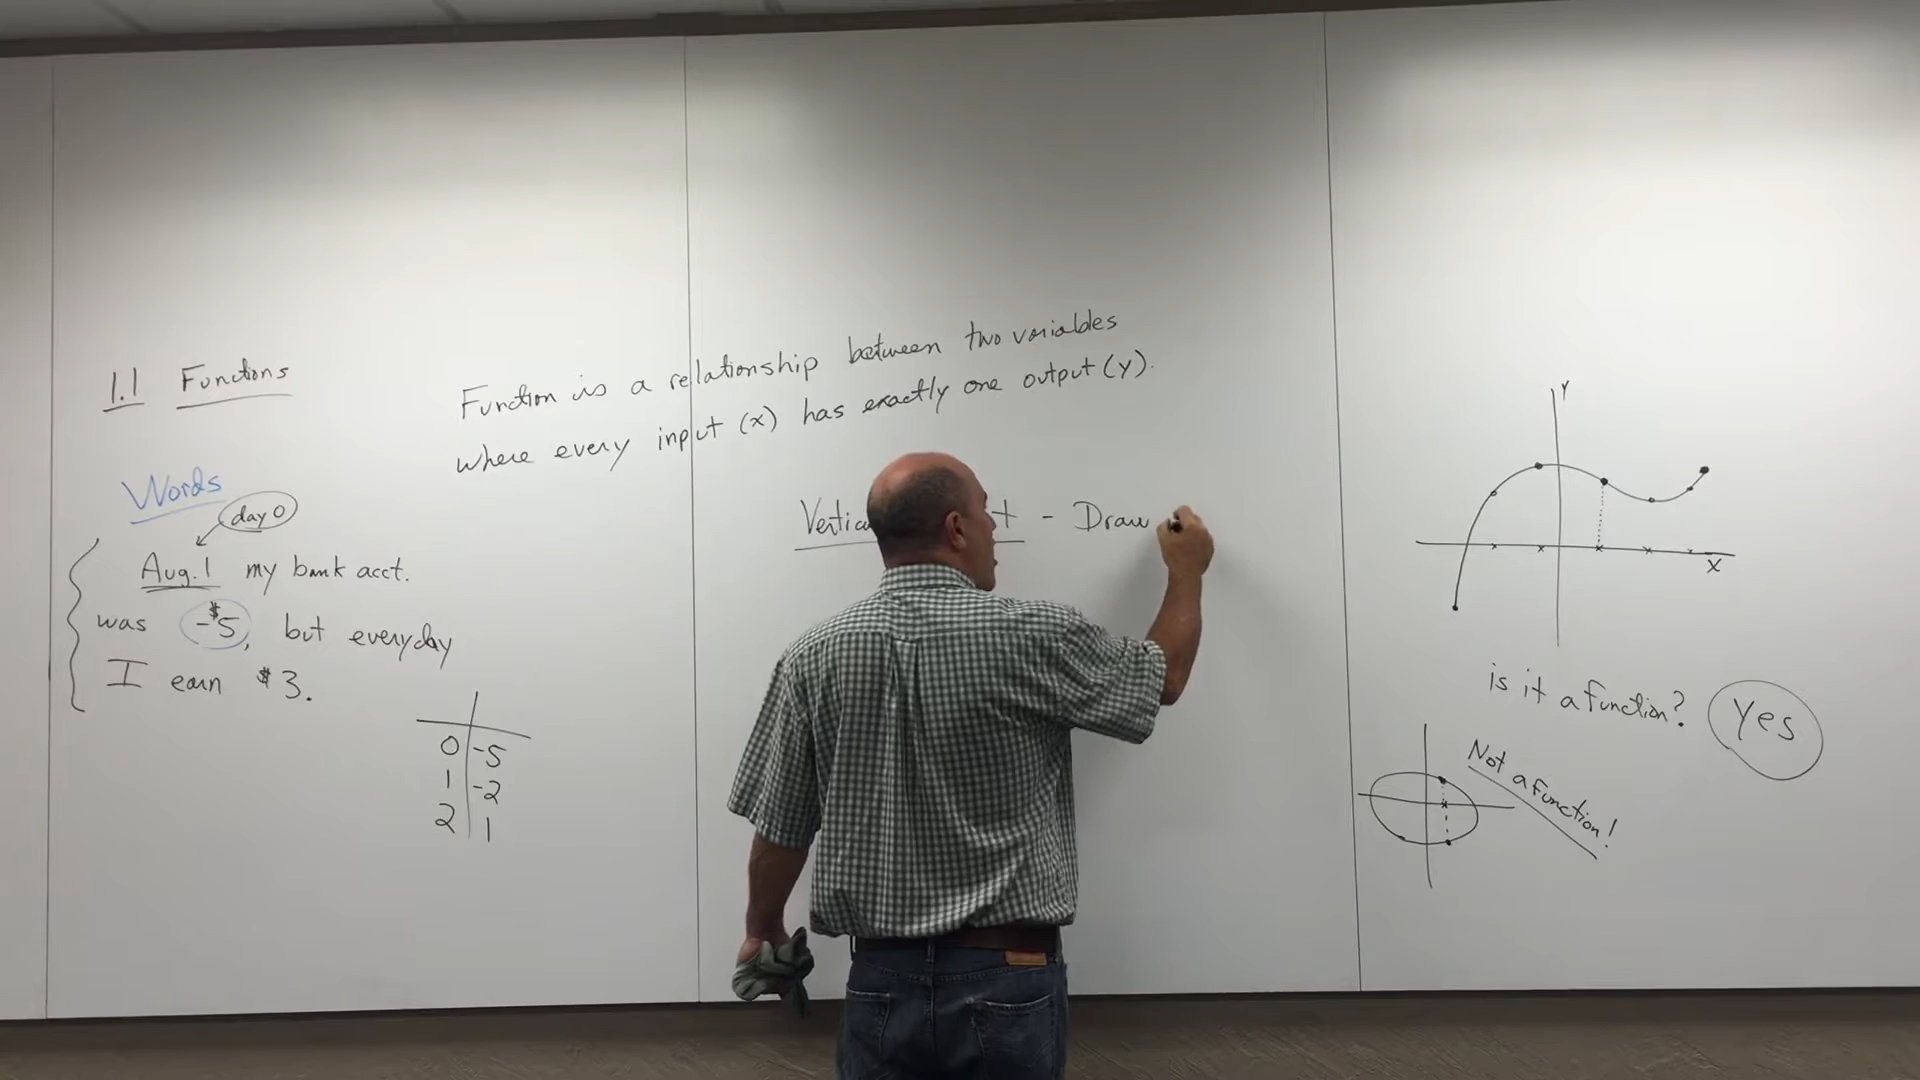 1.1 Functions
Function is a relationship between two variables
where every input (x) has exactly one output (y).
Words
day 0
Aug. 1 my bank acct.
was -$5, but everyday
I earn $3.
0 -5
1 -2
2 1
- Draw
Y
X
is it a function? Yes
Not a function!